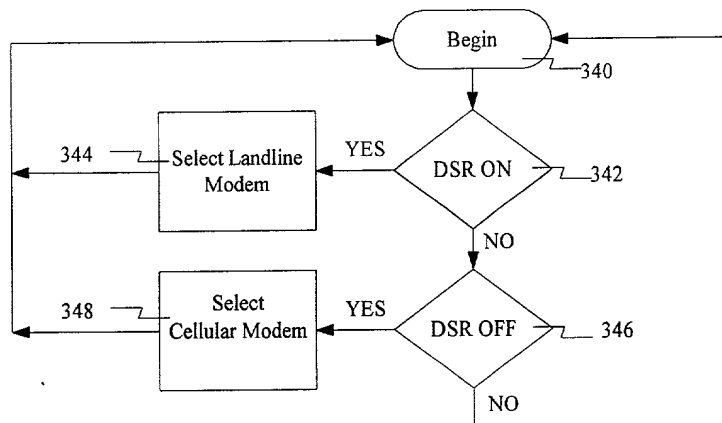 Begin
340
344
Select Landline
Modem
YES
DSR ON
342
NO
348
Select
Cellular Modem
YES
DSR OFF
346
NO